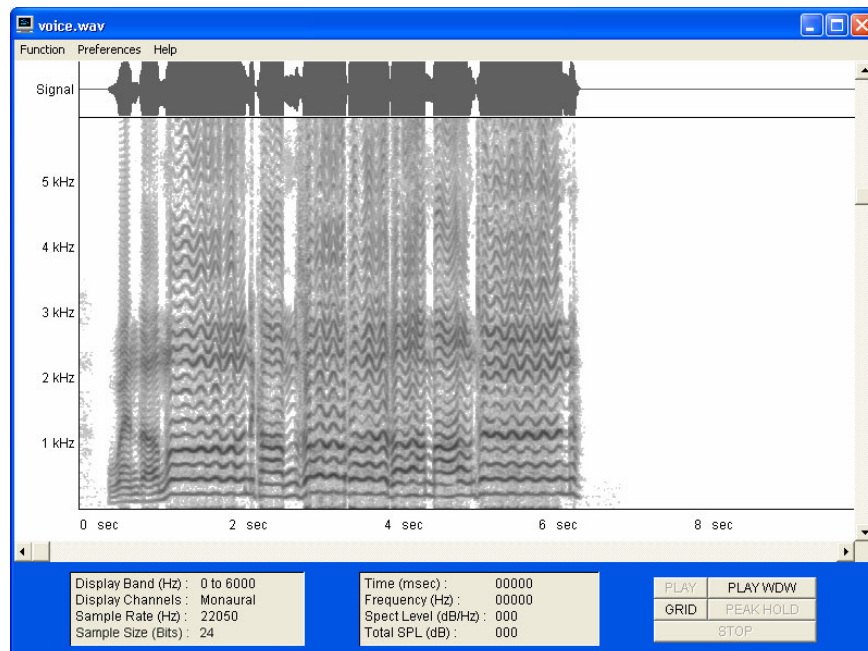 voice.wav
Function Preferences Help
Signal
5 kHz
4 kHz
3 kHz
2 kHz
1 kHz
0 sec 2 sec 4 sec 6 sec 8 sec
Display Band (Hz) : 0 to 6000
Display Channels : Monaural
Sample Rate (Hz) : 22050
Sample Size (Bits) : 24
Time (msec) : 00000
Frequency (Hz) : 00000
Spect Level (dB/Hz) : 000
Total SPL (dB) : 000
PLAY PLAY WDW
GRID PEAK HOLD
STOP